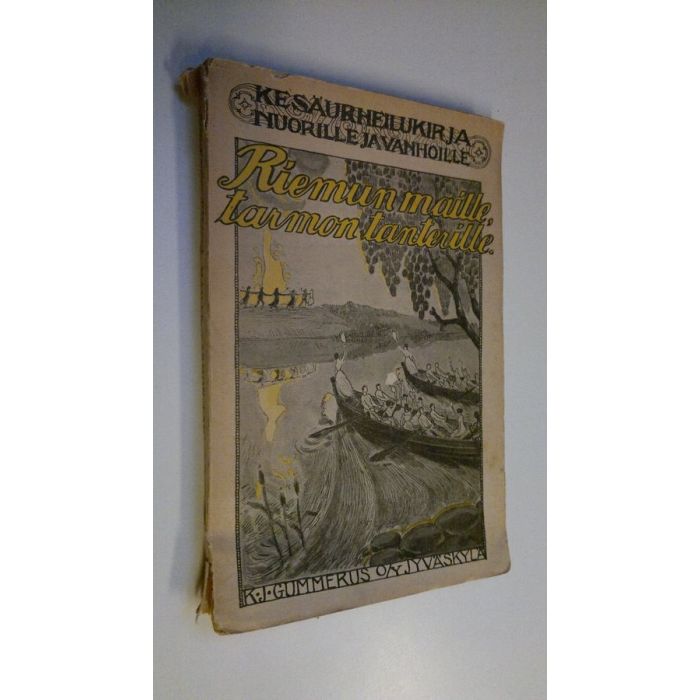 KESÄURHEILUKIRJA
NUORILLE JA VANHOILLE
Riemun maille,
tarmon tanterille.
K·J·GUMMERUS O/Y JYVÄSKYLÄ